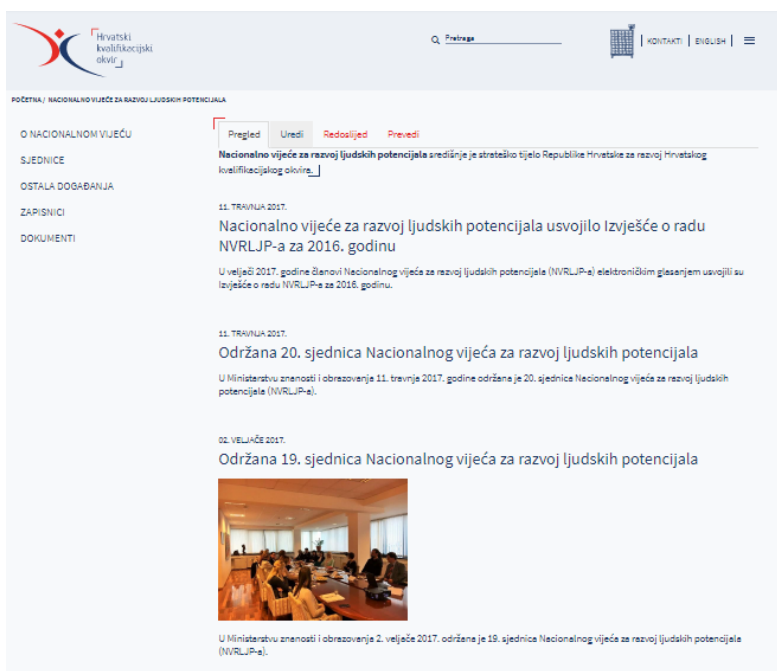 Hrvatski
kvalifikacijski
okvir
Pretraga
KONTAKTI
ENGLISH
POČETNA / NACIONALNO VIJEĆE ZA RAZVOJ LJUDSKIH POTENCIJALA
O NACIONALNOM VIJEĆU
SJEDNICE
OSTALA DOGAĐANJA
ZAPISNICI
DOKUMENTI
Pregled Uredi Redoslijed Prevedi
Nacionalno vijeće za razvoj ljudskih potencijala središnje je strateško tijelo Republike Hrvatske za razvoj Hrvatskog
kvalifikacijskog okvira.
11. TRAVNJA 2017.
Nacionalno vijeće za razvoj ljudskih potencijala usvojilo Izvješće o radu
NVRLJP-a za 2016. godinu
U veljači 2017. godine članovi Nacionalnog vijeća za razvoj ljudskih potencijala (NVRLJP-a) elektroničkim glasanjem usvojili su
Izvješće o radu NVRLJP-a za 2016. godinu.
11. TRAVNJA 2017.
Održana 20. sjednica Nacionalnog vijeća za razvoj ljudskih potencijala
U Ministarstvu znanosti i obrazovanja 11. travnja 2017. godine održana je 20. sjednica Nacionalnog vijeća za razvoj ljudskih
potencijala (NVRLJP-a).
02. VELJAČE 2017.
Održana 19. sjednica Nacionalnog vijeća za razvoj ljudskih potencijala
U Ministarstvu znanosti i obrazovanja 2. veljače 2017. održana je 19. sjednica Nacionalnog vijeća za razvoj ljudskih potencijala
(NVRLJP-a).